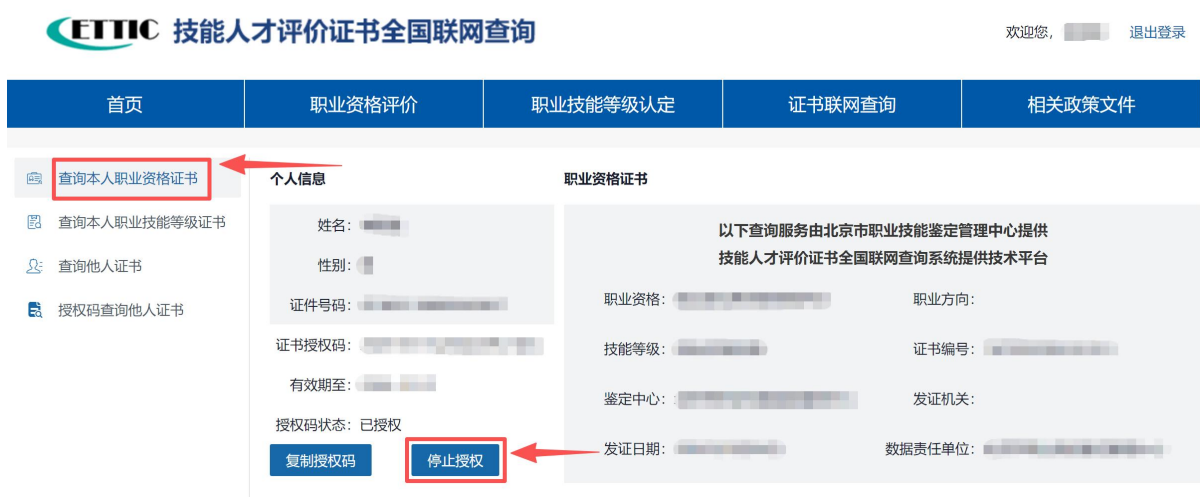 ETTIC 技能人才评价证书全国联网查询
欢迎您, 退出登录
首页 职业资格评价 职业技能等级认定 证书联网查询 相关政策文件
查询本人职业资格证书
查询本人职业技能等级证书
查询他人证书
授权码查询他人证书
个人信息
姓名：
性别：
证件号码：
证书授权码：
有效期至：
授权码状态：已授权
复制授权码 停止授权
职业资格证书
以下查询服务由北京市职业技能鉴定管理中心提供
技能人才评价证书全国联网查询系统提供技术平台
职业资格： 职业方向：
技能等级： 证书编号：
鉴定中心： 发证机关：
发证日期： 数据责任单位：